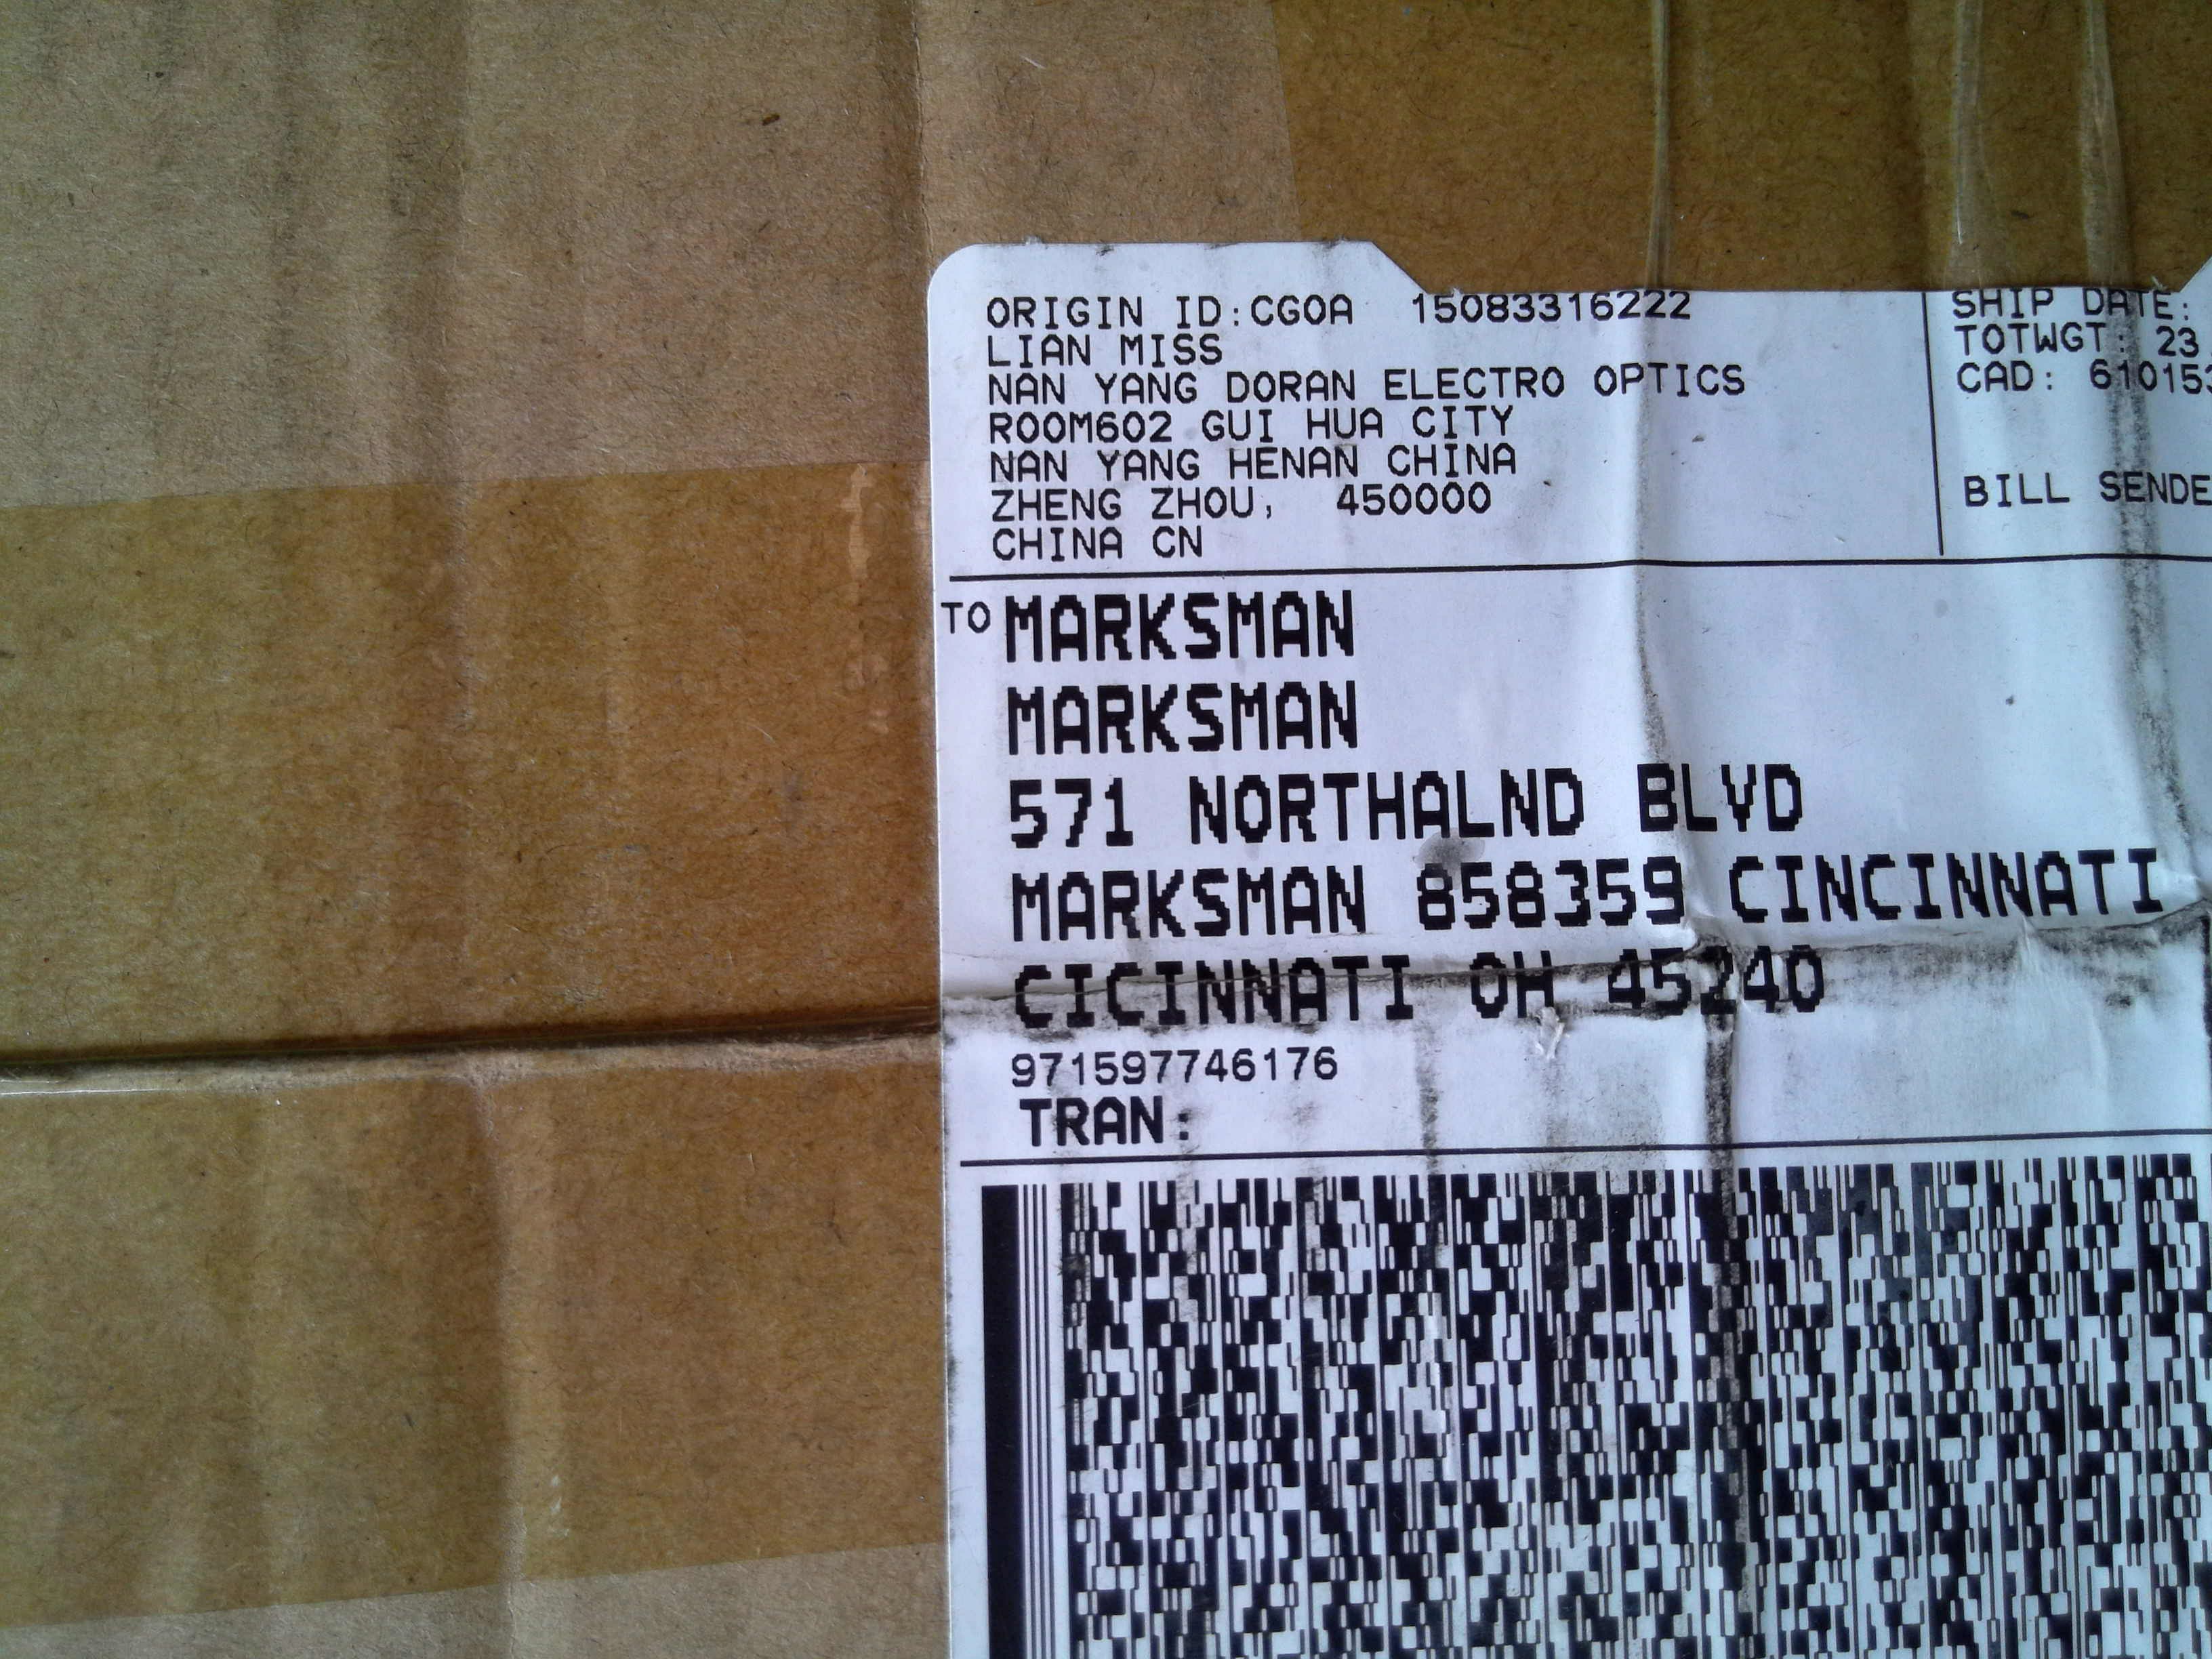 ORIGIN ID:CGOA 15083316222
LIAN MISS
NAN YANG DORAN ELECTRO OPTICS
ROOM602 GUI HUA CITY
NAN YANG HENAN CHINA
ZHENG ZHOU, 450000
CHINA CN
SHIP DATE:
TOTWGT: 23
CAD: 610153
BILL SENDE
TO MARKSMAN
MARKSMAN
571 NORTHALND BLVD
MARKSMAN 858359 CINCINNATI
CICINNATI OH 45240
971597746176
TRAN: